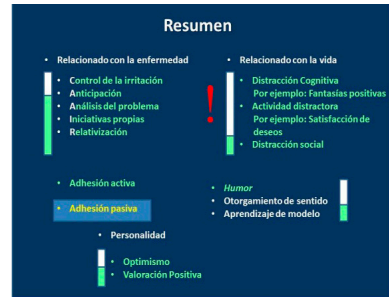 Resumen
• Relacionado con la enfermedad
• Control de la irritación
• Anticipación
• Análisis del problema
• Iniciativas propias
• Relativización
!
• Relacionado con la vida
• Distracción Cognitiva
Por ejemplo: Fantasías positivas
• Actividad distractora
Por ejemplo: Satisfacción de
deseos
• Distracción social
• Adhesión activa
• Adhesión pasiva
• Humor
• Otorgamiento de sentido
• Aprendizaje de modelo
• Personalidad
• Optimismo
• Valoración Positiva